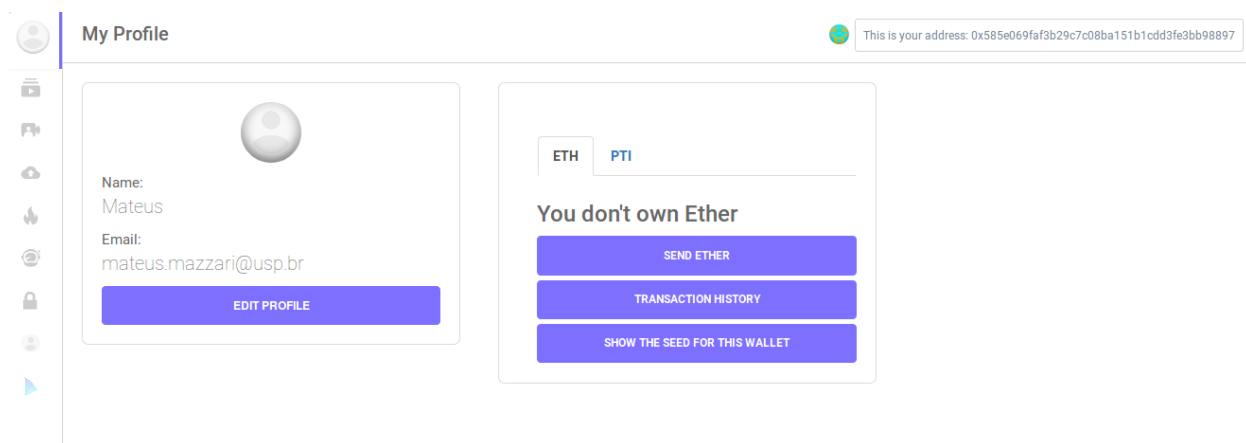 My Profile
This is your address: 0x585e069faf3b29c7c08ba151b1cdd3fe3bb98897
Name:
Mateus
Email:
mateus.mazzari@usp.br
EDIT PROFILE
ETH PTI
You don't own Ether
SEND ETHER
TRANSACTION HISTORY
SHOW THE SEED FOR THIS WALLET